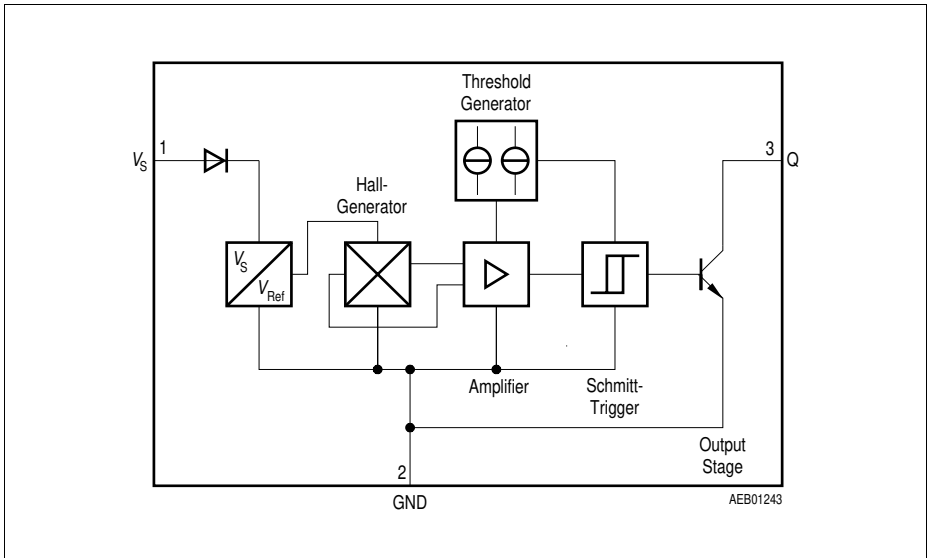 Threshold
Generator
1
V_S
3
Q
Hall-
Generator
V_S
V_Ref
Amplifier
Schmitt-
Trigger
Output
Stage
2
GND
AEB01243